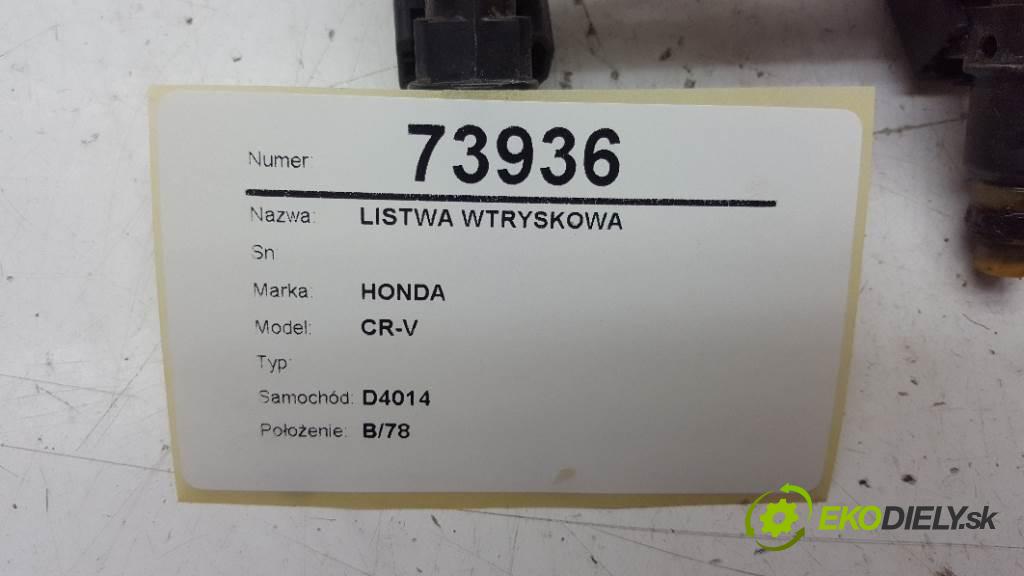 Numer: 73936
Nazwa: LISTWA WTRYSKOWA
Sn
Marka: HONDA
Model: CR-V
Typ:
Samochód: D4014
Położenie: B/78
EKODIELY.sk